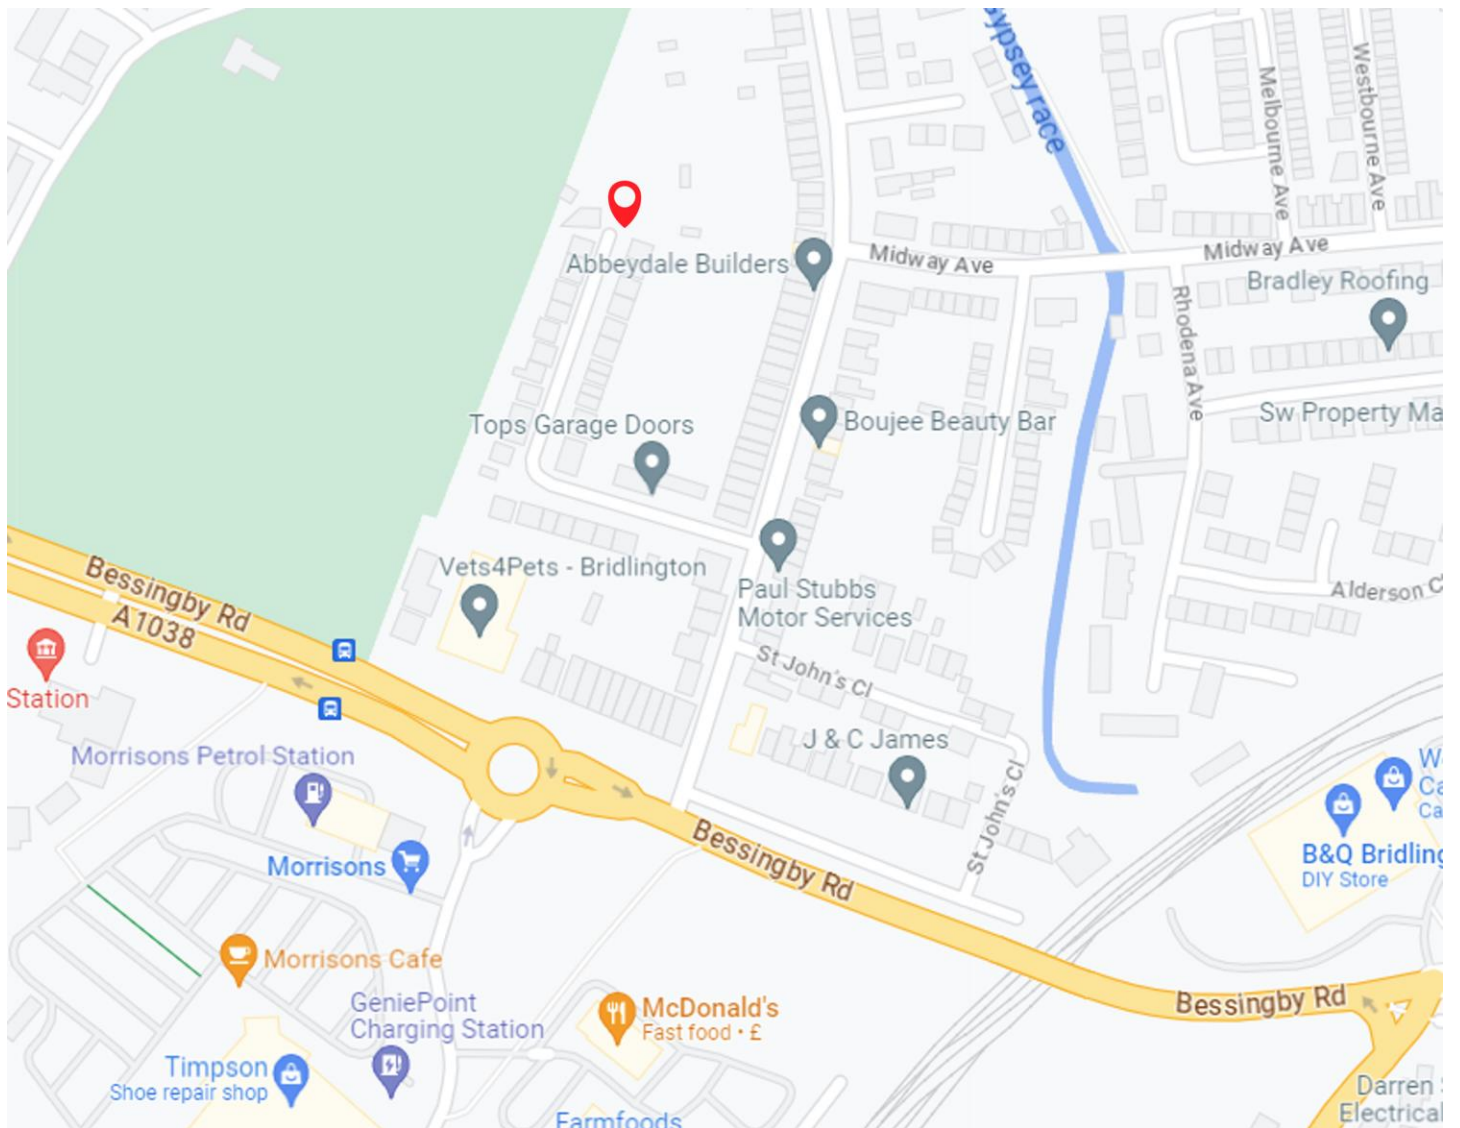 Gypsey race
Melbourne Ave
Westbourne Ave
Abbeydale Builders
Midway Ave
Midway Ave
Bradley Roofing
Rhodena Ave
Tops Garage Doors
Boujee Beauty Bar
Sw Property Ma
Bessingby Rd
A1038
Vets4Pets - Bridlington
Paul Stubbs
Motor Services
Alderson C
Station
St John's Cl
Morrisons Petrol Station
J & C James
St John's Cl
W
Ca
Ca
Morrisons
Bessingby Rd
B&Q Bridling
DIY Store
Morrisons Cafe
GeniePoint
Charging Station
McDonald's
Fast food • £
Bessingby Rd
Timpson
Shoe repair shop
Farmfoods
Darren
Electrical